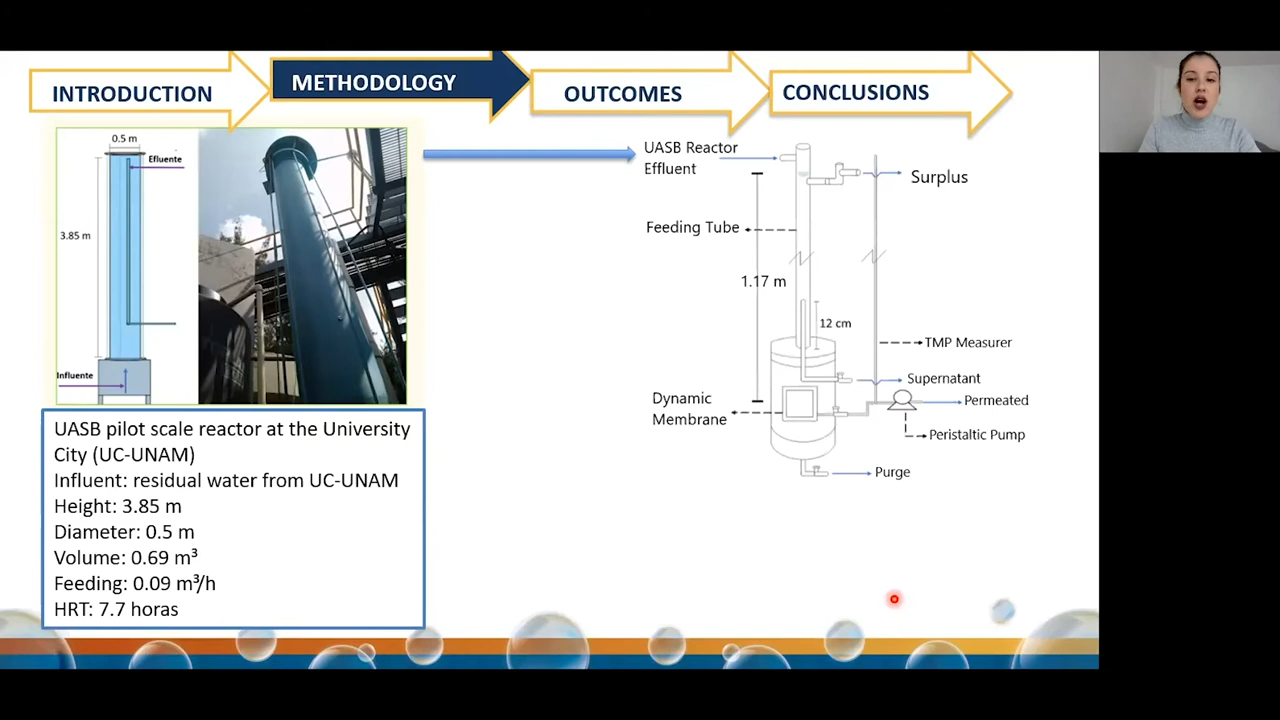 INTRODUCTION
METHODOLOGY
OUTCOMES
CONCLUSIONS
0.5 m
Efluente
3.85 m
Influente
UASB Reactor
Effluent
Surplus
Feeding Tube
1.17 m
12 cm
TMP Measurer
Supernatant
Dynamic
Membrane
Permeated
Peristaltic Pump
Purge
UASB pilot scale reactor at the University
City (UC-UNAM)
Influent: residual water from UC-UNAM
Height: 3.85 m
Diameter: 0.5 m
Volume: 0.69 m³
Feeding: 0.09 m³/h
HRT: 7.7 horas